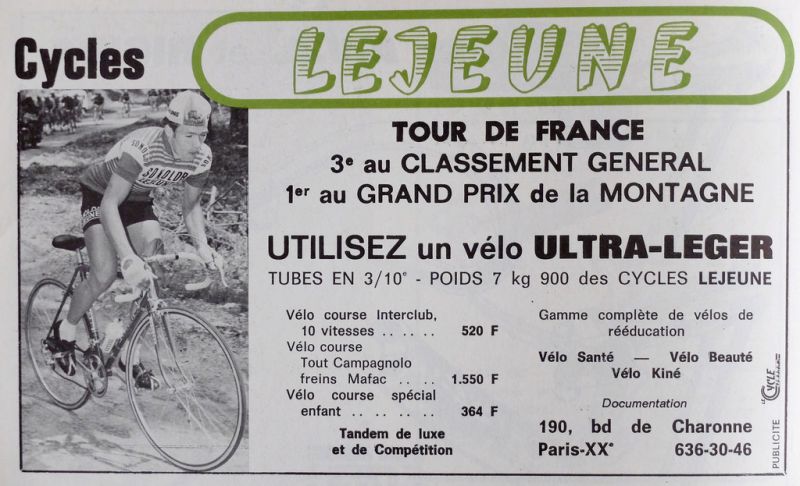 Cycles LEJEUNE
TOUR DE FRANCE
3e au CLASSEMENT GENERAL
1er au GRAND PRIX de la MONTAGNE
UTILISEZ un vélo ULTRA-LEGER
TUBES EN 3/10e - POIDS 7 kg 900 des CYCLES LEJEUNE
Vélo course Interclub,
10 vitesses .. .. .. 520 F
Vélo course
Tout Campagnolo
freins Mafac .. .. 1.550 F
Vélo course spécial
enfant .. .. .. .. 364 F
Tandem de luxe
et de Compétition
Gamme complète de vélos de
rééducation
Vélo Santé — Vélo Beauté
Vélo Kiné
Documentation
190, bd de Charonne
Paris-XXe 636-30-46
PUBLICITE
LE CYCLE
SONOLOR
LEJEUNE